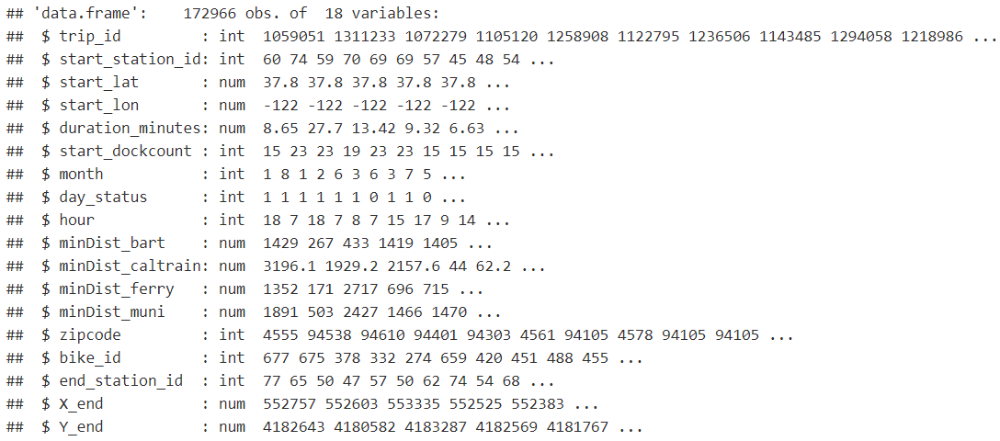 ## 'data.frame':    172966 obs. of  18 variables:
##  $ trip_id         : int  1059051 1311233 1072279 1105120 1258908 1122795 1236506 1143485 1294058 1218986 ...
##  $ start_station_id: int  60 74 59 70 69 69 57 45 48 54 ...
##  $ start_lat       : num  37.8 37.8 37.8 37.8 37.8 ...
##  $ start_lon       : num  -122 -122 -122 -122 -122 ...
##  $ duration_minutes: num  8.65 27.7 13.42 9.32 6.63 ...
##  $ start_dockcount : int  15 23 23 19 23 23 15 15 15 15 ...
##  $ month           : int  1 8 1 2 6 3 6 3 7 5 ...
##  $ day_status      : int  1 1 1 1 1 1 0 1 1 0 ...
##  $ hour            : int  18 7 18 7 8 7 15 17 9 14 ...
##  $ minDist_bart    : num  1429 267 433 1419 1405 ...
##  $ minDist_caltrain: num  3196.1 1929.2 2157.6 44 62.2 ...
##  $ minDist_ferry   : num  1352 171 2717 696 715 ...
##  $ minDist_muni    : num  1891 503 2427 1466 1470 ...
##  $ zipcode         : int  4555 94538 94610 94401 94303 4561 94105 4578 94105 94105 ...
##  $ bike_id         : int  677 675 378 332 274 659 420 451 488 455 ...
##  $ end_station_id  : int  77 65 50 47 57 50 62 74 54 68 ...
##  $ X_end           : num  552757 552603 553335 552525 552383 ...
##  $ Y_end           : num  4182643 4180582 4183287 4182569 4181767 ...